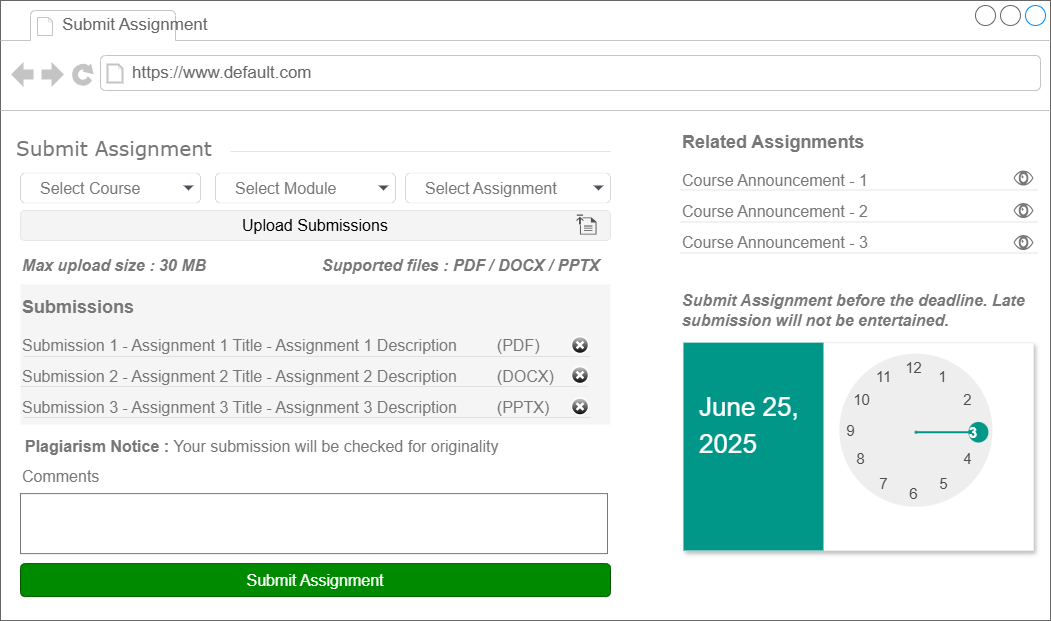 Submit Assignment
https://www.default.com
Submit Assignment
Select Course
Select Module
Select Assignment
Upload Submissions
Max upload size : 30 MB
Supported files : PDF / DOCX / PPTX
Submissions
Submission 1 - Assignment 1 Title - Assignment 1 Description (PDF)
Submission 2 - Assignment 2 Title - Assignment 2 Description (DOCX)
Submission 3 - Assignment 3 Title - Assignment 3 Description (PPTX)
Plagiarism Notice : Your submission will be checked for originality
Comments
Submit Assignment
Related Assignments
Course Announcement - 1
Course Announcement - 2
Course Announcement - 3
Submit Assignment before the deadline. Late
submission will not be entertained.
June 25,
2025
12
1
2
3
4
5
6
7
8
9
10
11